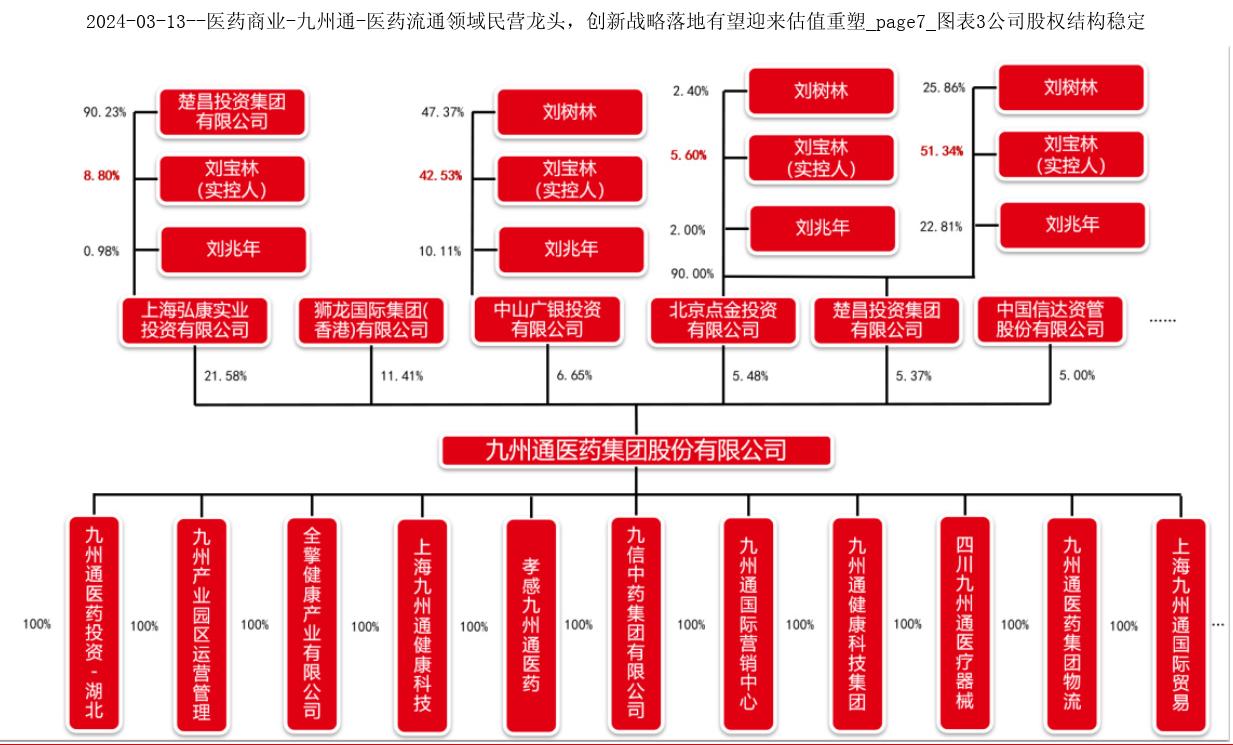 2024-03-13--医药商业-九州通-医药流通领域民营龙头，创新战略落地有望迎来估值重塑_page7_图表3公司股权结构稳定
90.23%
楚昌投资集团
有限公司
8.80%
刘宝林
(实控人)
0.98%
刘兆年
47.37%
刘树林
42.53%
刘宝林
(实控人)
10.11%
刘兆年
2.40%
刘树林
5.60%
刘宝林
(实控人)
2.00%
刘兆年
90.00%
25.86%
刘树林
51.34%
刘宝林
(实控人)
22.81%
刘兆年
上海弘康实业
投资有限公司
狮龙国际集团(
香港)有限公司
中山广银投资
有限公司
北京点金投资
有限公司
楚昌投资集团
有限公司
中国信达资管
股份有限公司
……
21.58%
11.41%
6.65%
5.48%
5.37%
5.00%
九州通医药集团股份有限公司
100%
九州通医药投资-湖北
100%
九州产业园区运营管理
100%
全擎健康产业有限公司
100%
上海九州通健康科技
100%
孝感九州通医药
100%
九信中药集团有限公司
100%
九州通国际营销中心
100%
九州通健康科技集团
100%
四川九州通医疗器械
100%
九州通医药集团物流
100%
上海九州通国际贸易
…